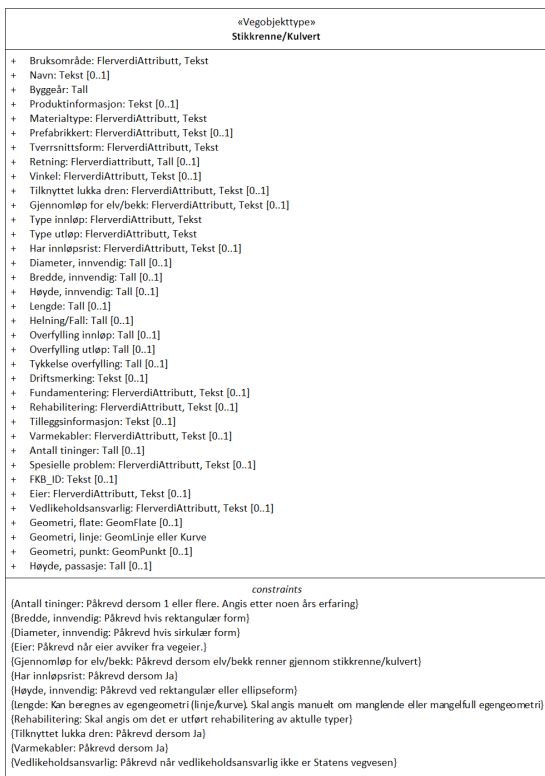 «Vegobjekttype»
Stikkrenne/Kulvert
+ Bruksområde: FlerverdiAttributt, Tekst
+ Navn: Tekst [0..1]
+ Byggeår: Tall
+ Produktinformasjon: Tekst [0..1]
+ Materialtype: FlerverdiAttributt, Tekst
+ Prefabrikkert: FlerverdiAttributt, Tekst [0..1]
+ Tverrsnittsform: FlerverdiAttributt, Tekst
+ Retning: Flerverdiattributt, Tall [0..1]
+ Vinkel: FlerverdiAttributt, Tekst [0..1]
+ Tilknyttet lukka dren: FlerverdiAttributt, Tekst [0..1]
+ Gjennomløp for elv/bekk: FlerverdiAttributt, Tekst [0..1]
+ Type innløp: FlerverdiAttributt, Tekst
+ Type utløp: FlerverdiAttributt, Tekst
+ Har innløpsrist: FlerverdiAttributt, Tekst [0..1]
+ Diameter, innvendig: Tall [0..1]
+ Bredde, innvendig: Tall [0..1]
+ Høyde, innvendig: Tall [0..1]
+ Lengde: Tall [0..1]
+ Helning/Fall: Tall [0..1]
+ Overfylling innløp: Tall [0..1]
+ Overfylling utløp: Tall [0..1]
+ Tykkelse overfylling: Tall [0..1]
+ Driftsmerking: Tekst [0..1]
+ Fundamentering: FlerverdiAttributt, Tekst [0..1]
+ Rehabilitering: FlerverdiAttributt, Tekst [0..1]
+ Tilleggsinformasjon: Tekst [0..1]
+ Varmekabler: FlerverdiAttributt, Tekst [0..1]
+ Antall tininger: Tall [0..1]
+ Spesielle problem: FlerverdiAttributt, Tekst [0..1]
+ FKB_ID: Tekst [0..1]
+ Eier: FlerverdiAttributt, Tekst [0..1]
+ Vedlikeholdsansvarlig: FlerverdiAttributt, Tekst [0..1]
+ Geometri, flate: GeomFlate [0..1]
+ Geometri, linje: GeomLinje eller Kurve
+ Geometri, punkt: GeomPunkt [0..1]
+ Høyde, passasje: Tall [0..1]
constraints
{Antall tininger: Påkrevd dersom 1 eller flere. Angis etter noen års erfaring}
{Bredde, innvendig: Påkrevd hvis rektangulær form}
{Diameter, innvendig: Påkrevd hvis sirkulær form}
{Eier: Påkrevd når eier avviker fra vegeier.}
{Gjennomløp for elv/bekk: Påkrevd dersom elv/bekk renner gjennom stikkrenne/kulvert}
{Har innløpsrist: Påkrevd dersom Ja}
{Høyde, innvendig: Påkrevd ved rektangulær eller ellipseform}
{Lengde: Kan beregnes av egengeometri (linje/kurve). Skal angis manuelt om manglende eller mangelfull egengeometri}
{Rehabilitering: Skal angis om det er utført rehabilitering av aktulle typer}
{Tilknyttet lukka dren: Påkrevd dersom Ja}
{Varmekabler: Påkrevd dersom Ja}
{Vedlikeholdsansvarlig: Påkrevd når vedlikeholdsansvarlig ikke er Statens vegvesen}